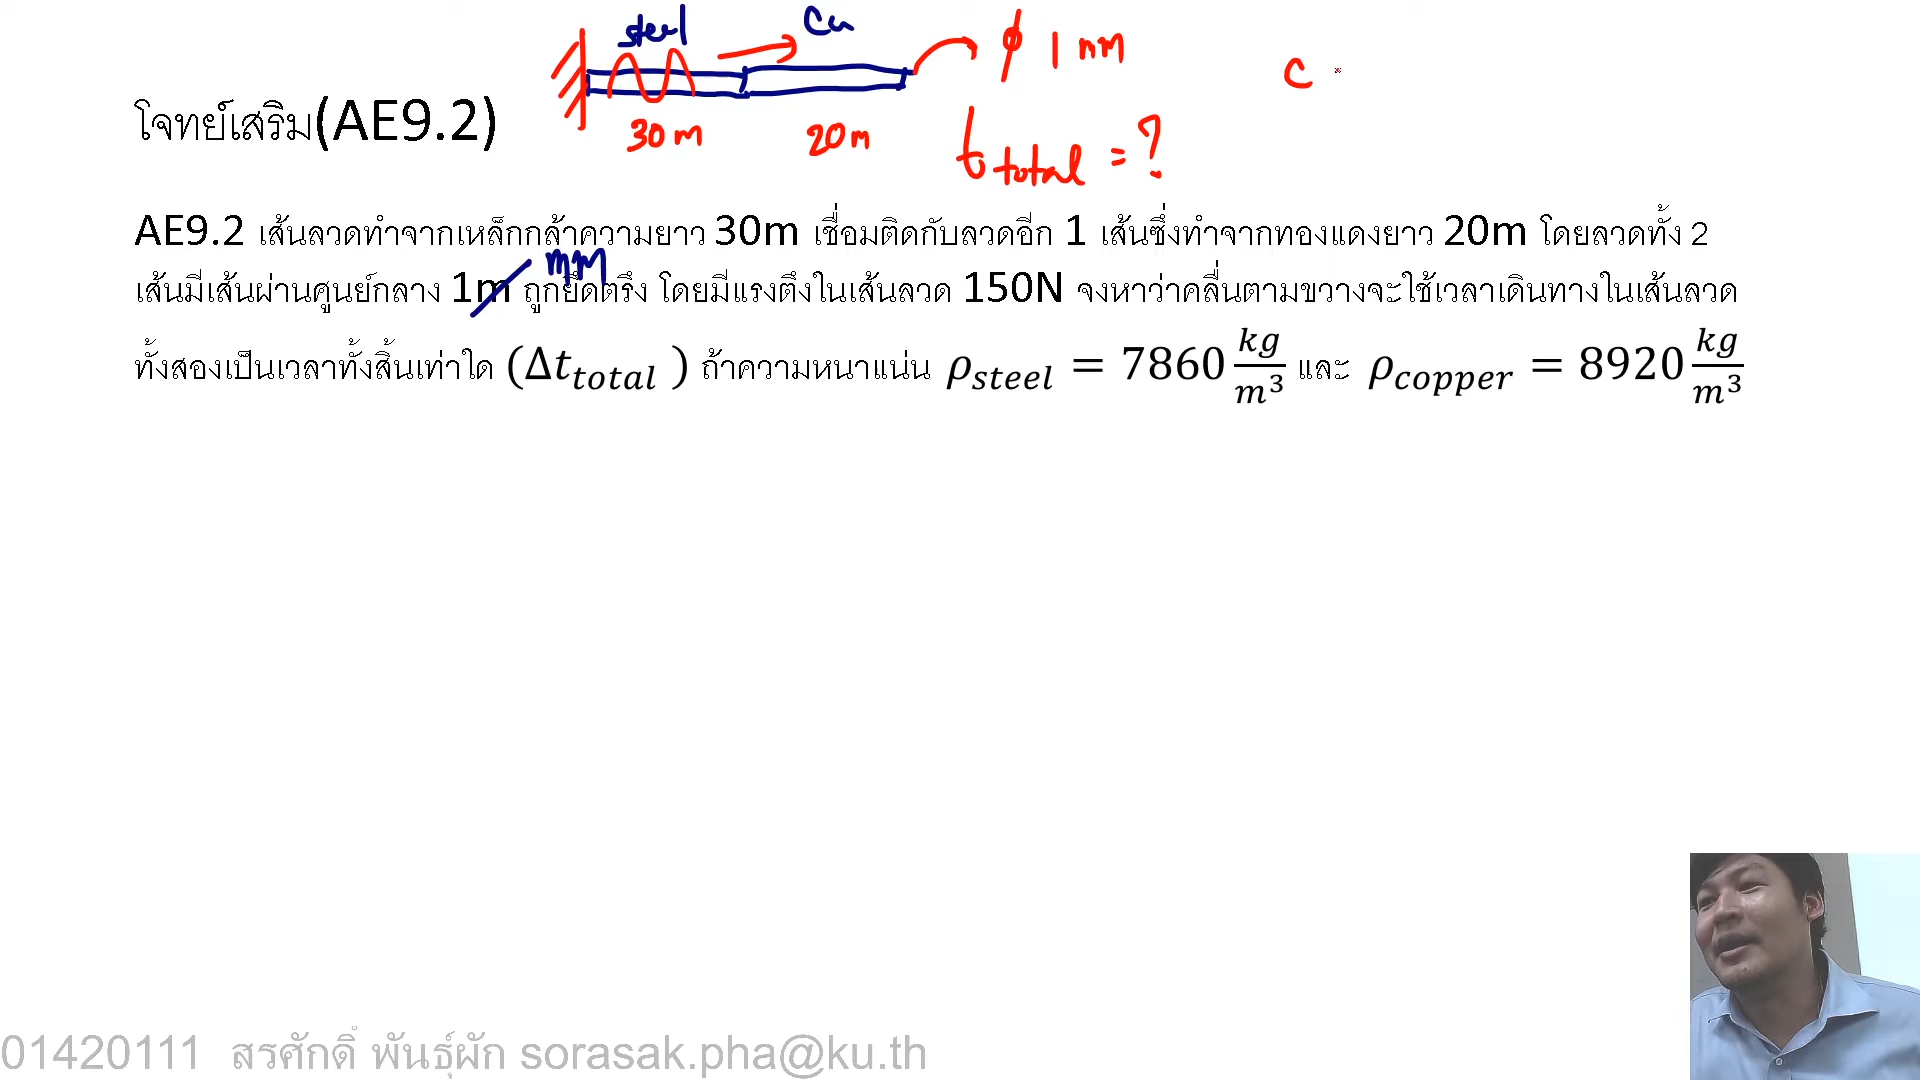 steel
Cu
ϕ 1 mm
C
โจทย์เสริม(AE9.2)
30 m
20 m
t total = ?
AE9.2 เส้นลวดทำจากเหล็กกล้าความยาว 30m เชื่อมติดกับลวดอีก 1 เส้นซึ่งทำจากทองแดงยาว 20m โดยลวดทั้ง 2
mm
เส้นมีเส้นผ่านศูนย์กลาง 1m ถูกยึดตรึง โดยมีแรงตึงในเส้นลวด 150N จงหาว่าคลื่นตามขวางจะใช้เวลาเดินทางในเส้นลวด
ทั้งสองเป็นเวลาทั้งสิ้นเท่าใด (Δt_total ) ถ้าความหนาแน่น ρ_steel = 7860 kg/m³ และ ρ_copper = 8920 kg/m³
01420111 สรศักดิ์ พันธุ์ผัก sorasak.pha@ku.th